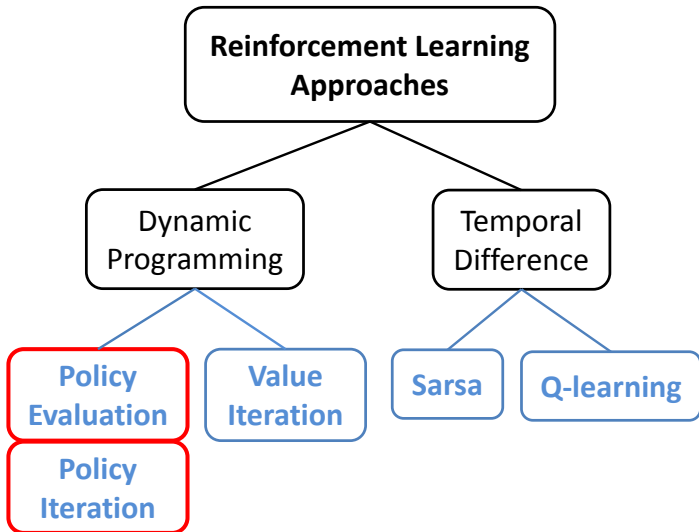 Reinforcement Learning
Approaches
Dynamic
Programming
Temporal
Difference
Policy
Evaluation
Value
Iteration
Sarsa
Q-learning
Policy
Iteration